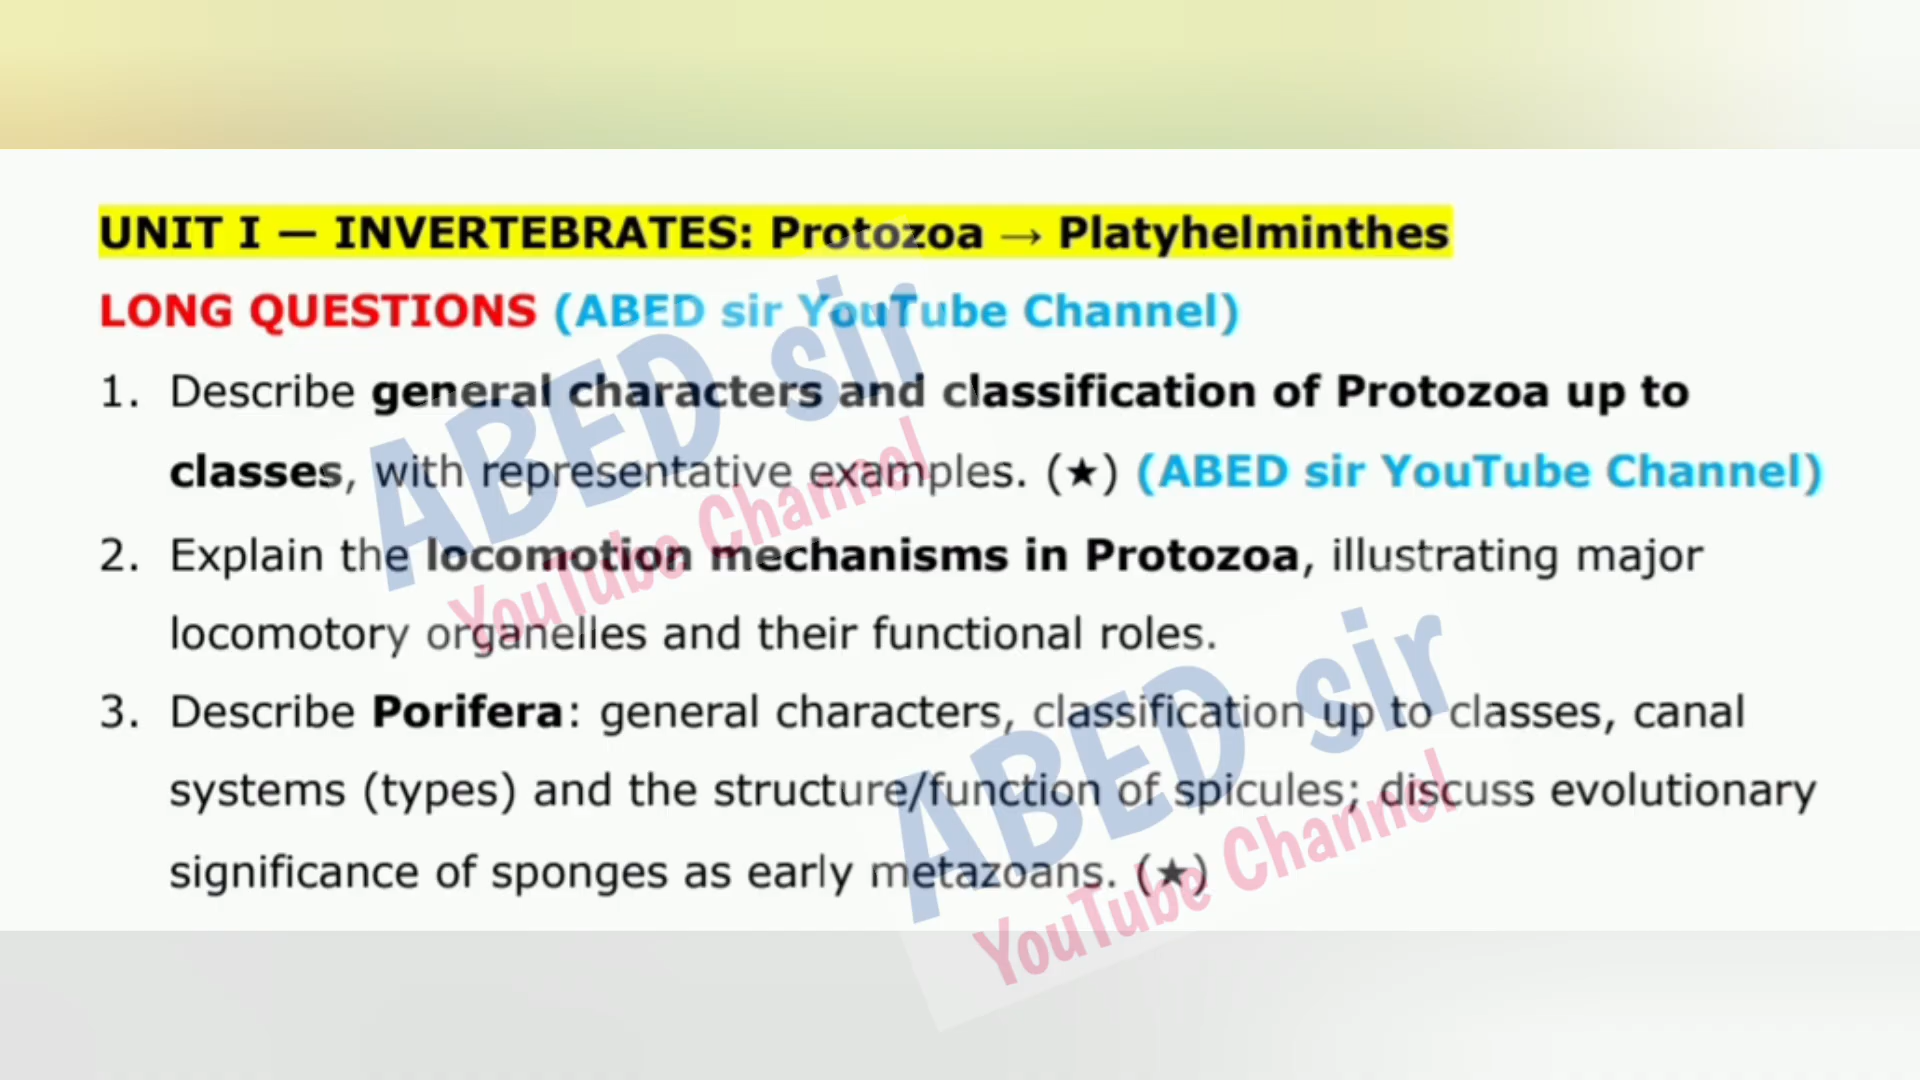 UNIT I — INVERTEBRATES: Protozoa → Platyhelminthes
LONG QUESTIONS (ABED sir YouTube Channel)
1. Describe general characters and classification of Protozoa up to
classes, with representative examples. (★) (ABED sir YouTube Channel)
2. Explain the locomotion mechanisms in Protozoa, illustrating major
locomotory organelles and their functional roles.
3. Describe Porifera: general characters, classification up to classes, canal
systems (types) and the structure/function of spicules; discuss evolutionary
significance of sponges as early metazoans. (★)
ABED sir
YouTube Channel
ABED sir
YouTube Channel